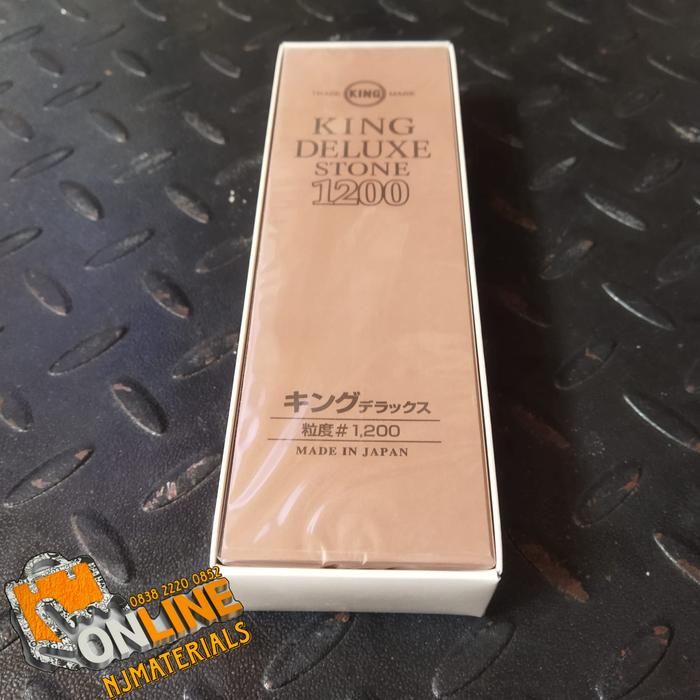 TRADE KING MARK
KING
DELUXE
STONE
1200
キングデラックス
粒度#1,200
MADE IN JAPAN
0838 2220 0852
ONLINE
NJMATERIALS